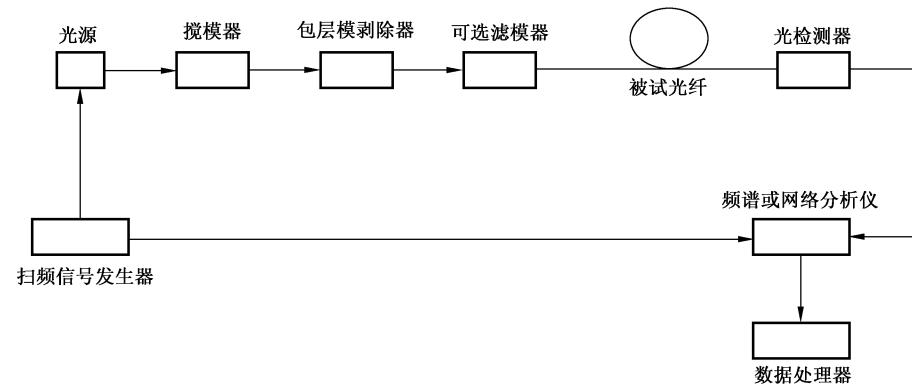 光源
搅模器
包层模剥除器
可选滤模器
被试光纤
光检测器
频谱或网络分析仪
扫频信号发生器
数据处理器